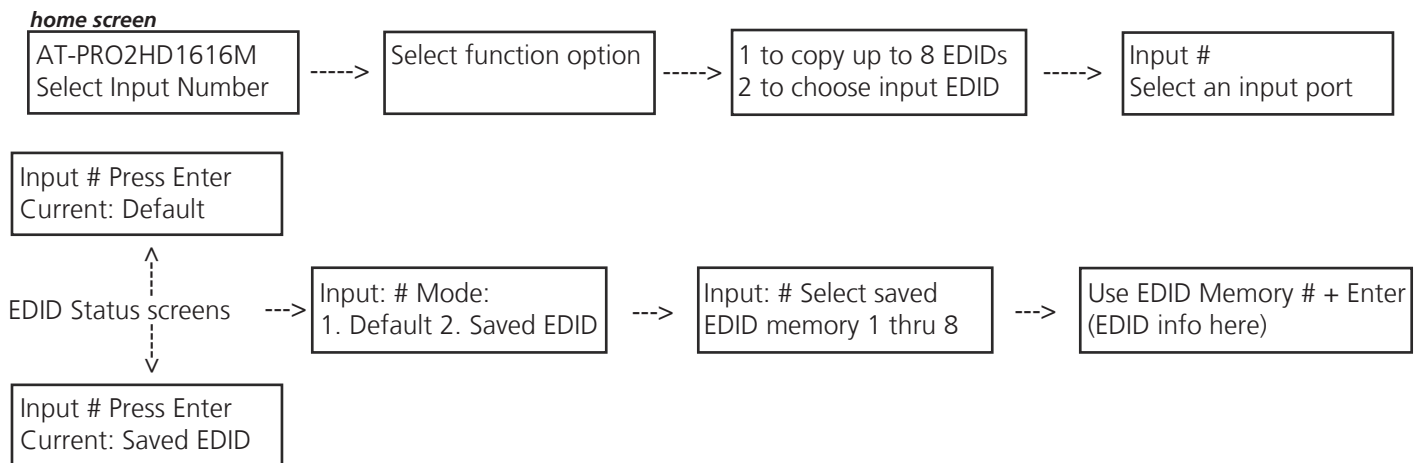 home screen
AT-PRO2HD1616M
Select Input Number
----->
Select function option
----->
1 to copy up to 8 EDIDs
2 to choose input EDID
----->
Input #
Select an input port
Input # Press Enter
Current: Default
EDID Status screens
--->
Input: # Mode:
1. Default 2. Saved EDID
--->
Input: # Select saved
EDID memory 1 thru 8
--->
Use EDID Memory # + Enter
(EDID info here)
Input # Press Enter
Current: Saved EDID